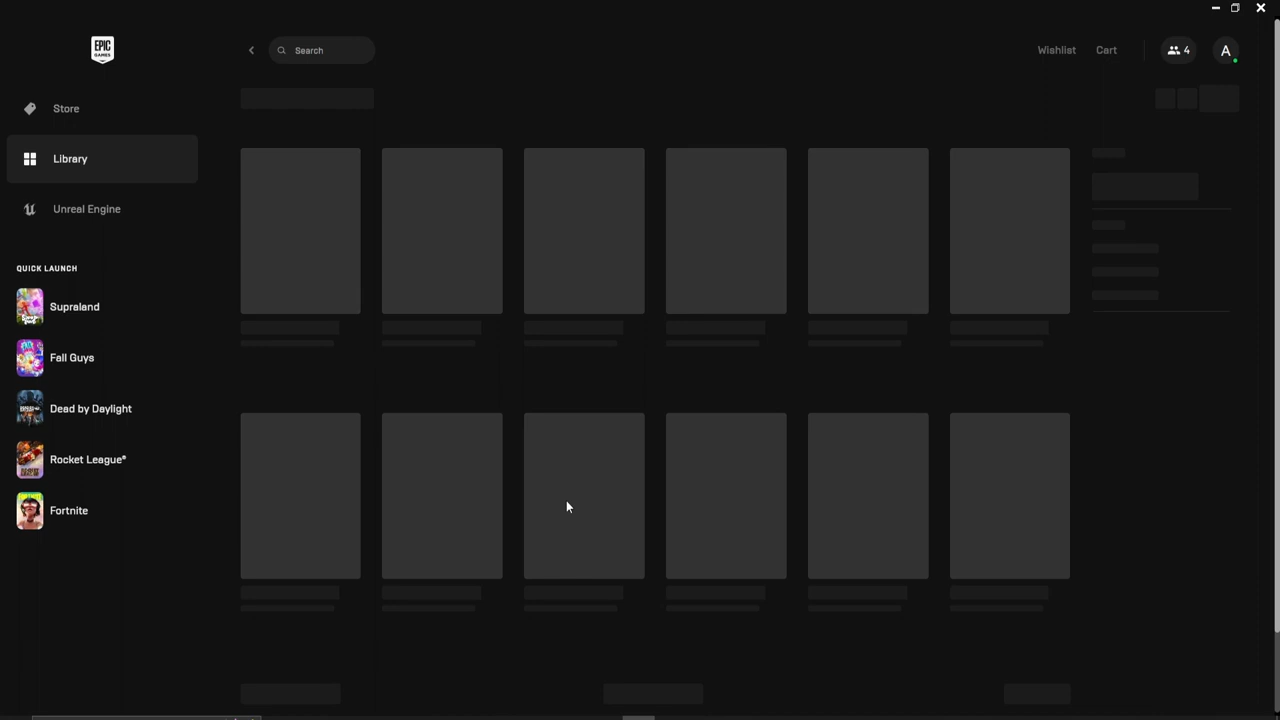 EPIC
GAMES
Search
Wishlist
Cart
4
A
Store
Library
Unreal Engine
QUICK LAUNCH
Supraland
Fall Guys
Dead by Daylight
Rocket League®
Fortnite